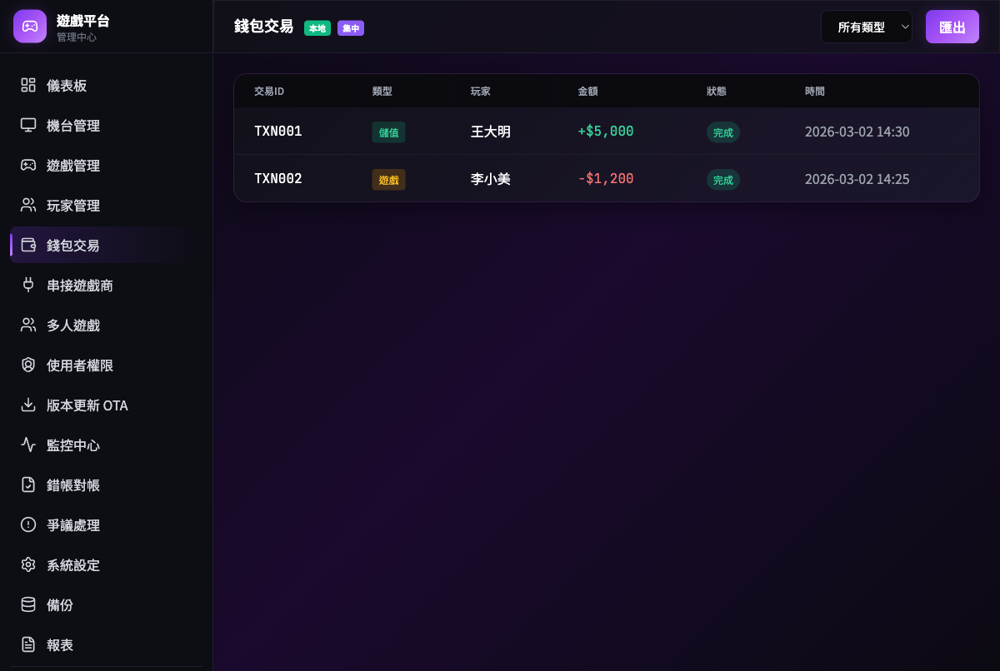 遊戲平台
管理中心
儀表板
機台管理
遊戲管理
玩家管理
錢包交易
串接遊戲商
多人遊戲
使用者權限
版本更新 OTA
監控中心
錯帳對帳
爭議處理
系統設定
備份
報表
錢包交易 本地 集中 所有類型 匯出
交易ID 類型 玩家 金額 狀態 時間
TXN001 儲值 王大明 +$5,000 完成 2026-03-02 14:30
TXN002 遊戲 李小美 -$1,200 完成 2026-03-02 14:25